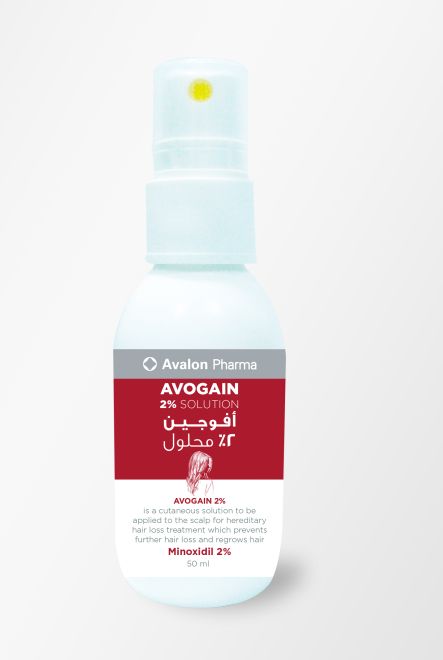 Avalon Pharma
AVOGAIN
2% SOLUTION
أفوجين
٢٪ محلول
AVOGAIN 2%
is a cutaneous solution to be
applied to the scalp for hereditary
hair loss treatment which prevents
further hair loss and regrows hair
Minoxidil 2%
50 ml